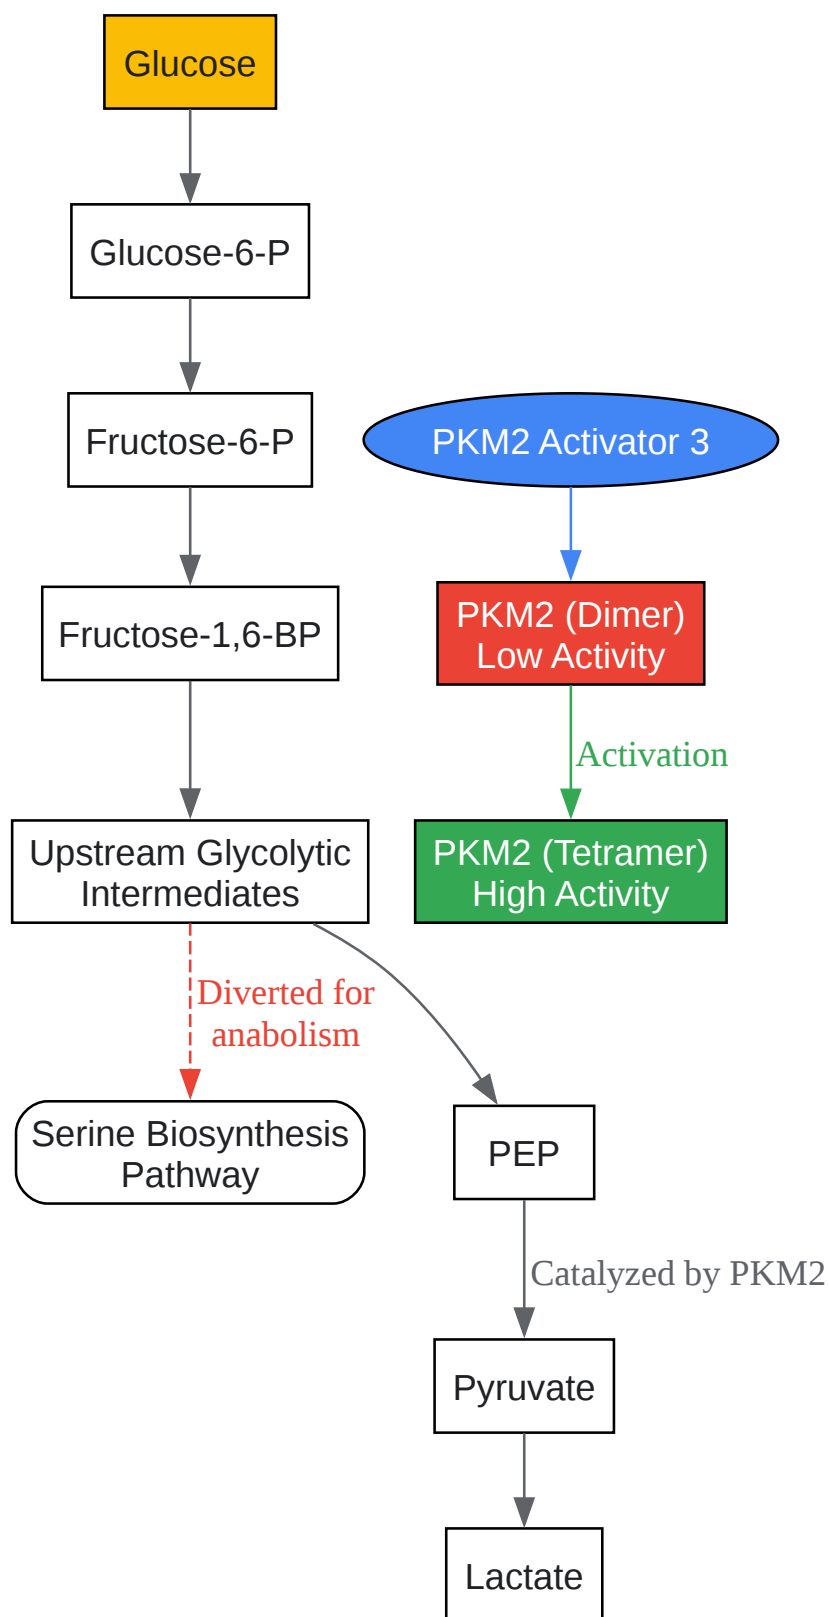 Glucose
Glucose-6-P
Fructose-6-P
PKM2 Activator 3
Fructose-1,6-BP
PKM2 (Dimer)
Low Activity
Activation
Upstream Glycolytic
Intermediates
PKM2 (Tetramer)
High Activity
Diverted for
anabolism
Serine Biosynthesis
Pathway
PEP
Catalyzed by PKM2
Pyruvate
Lactate